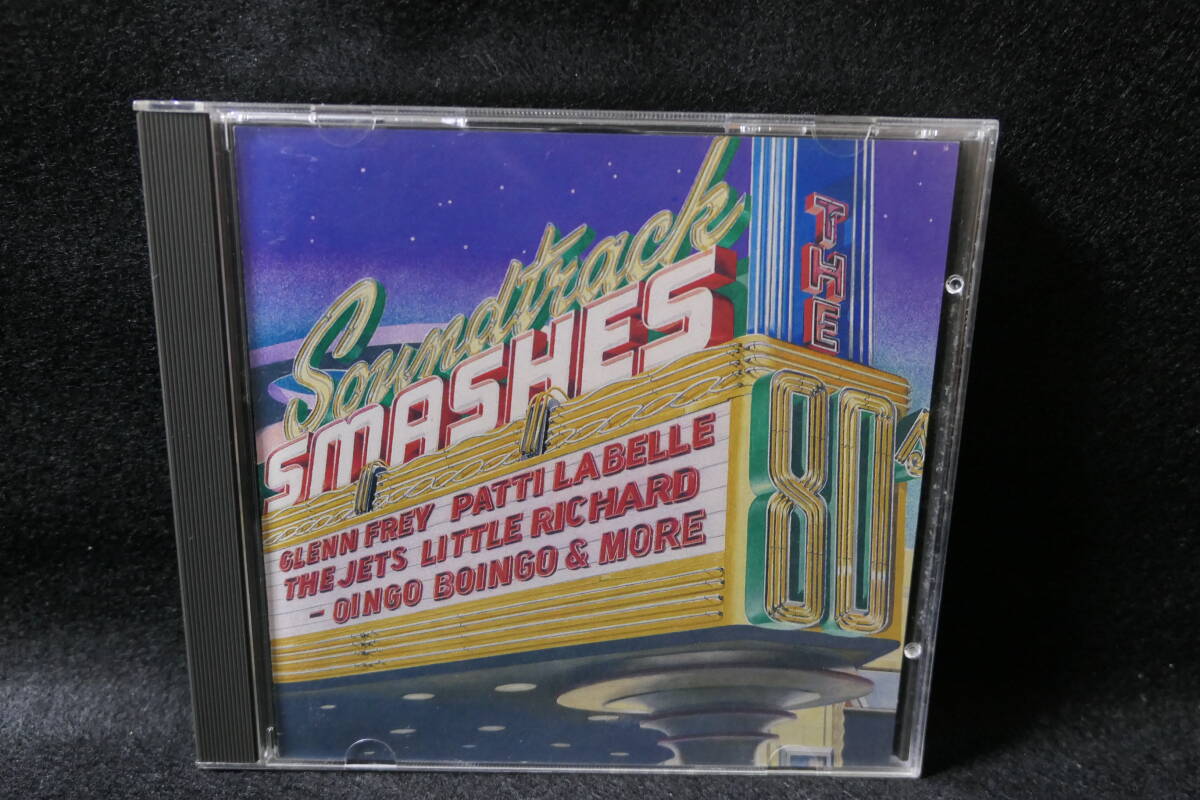 Soundtrack
SMASHES
THE
80's
GLENN FREY PATTI LABELLE
THE JETS LITTLE RICHARD
- OINGO BOINGO & MORE